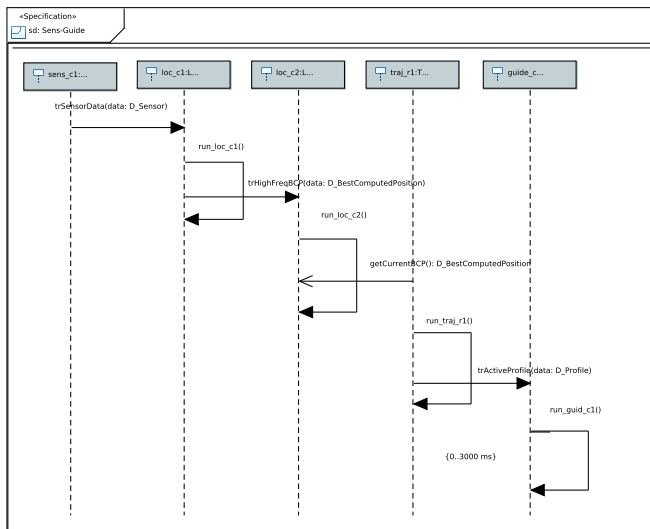 «Specification»
sd: Sens-Guide
sens_c1:...
loc_c1:L...
loc_c2:L...
traj_r1:T...
guide_c...
trSensorData(data: D_Sensor)
run_loc_c1()
trHighFreqBCP(data: D_BestComputedPosition)
run_loc_c2()
getCurrentBCP(): D_BestComputedPosition
run_traj_r1()
trActiveProfile(data: D_Profile)
run_guid_c1()
{0..3000 ms}